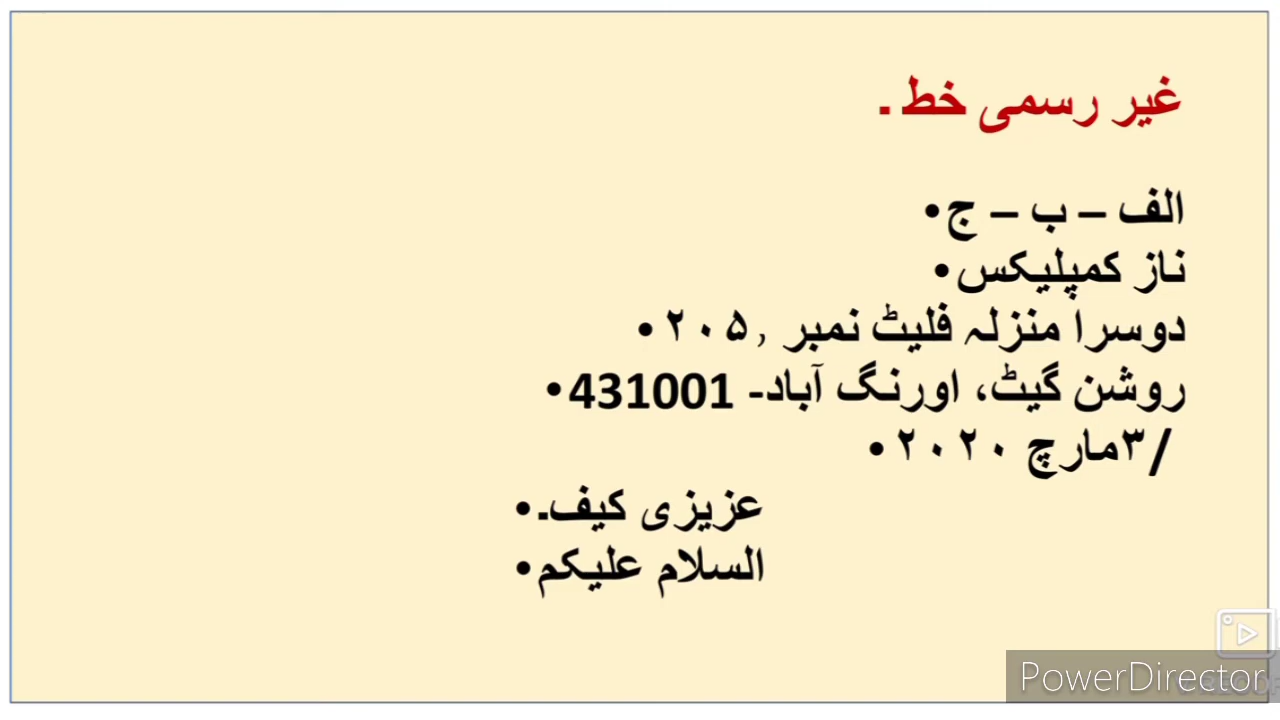 غیر رسمی خط ۔
الف – ب – ج•
ناز کمپلیکس•
دوسرا منزلہ فلیٹ نمبر ,۲۰۵ •
روشن گیٹ، اورنگ آباد- 431001•
/۳مارچ ۲۰۲۰ •
عزیزی کیف۔•
السلام علیکم•
PowerDirector